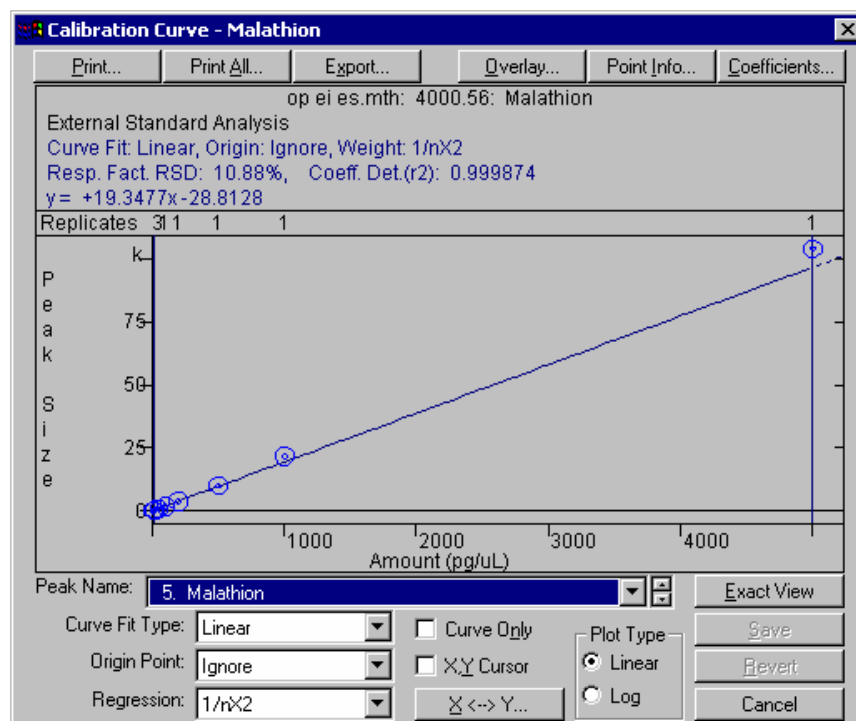 Calibration Curve - Malathion
Print... Print All... Export... Overlay... Point Info... Coefficients...
op ei es.mth: 4000.56: Malathion
External Standard Analysis
Curve Fit: Linear, Origin: Ignore, Weight: 1/nX2
Resp. Fact. RSD: 10.88%, Coeff. Det.(r2): 0.999874
y = +19.3477x-28.8128
Replicates 3 1 1 1 1 1
k
75
50
25
0
Peak Size
1000 2000 3000 4000
Amount (pg/uL)
Peak Name: 5. Malathion Exact View
Curve Fit Type: Linear Curve Only Plot Type Save
Origin Point: Ignore X,Y Cursor Linear Revert
Regression: 1/nX2 X <--> Y... Log Cancel